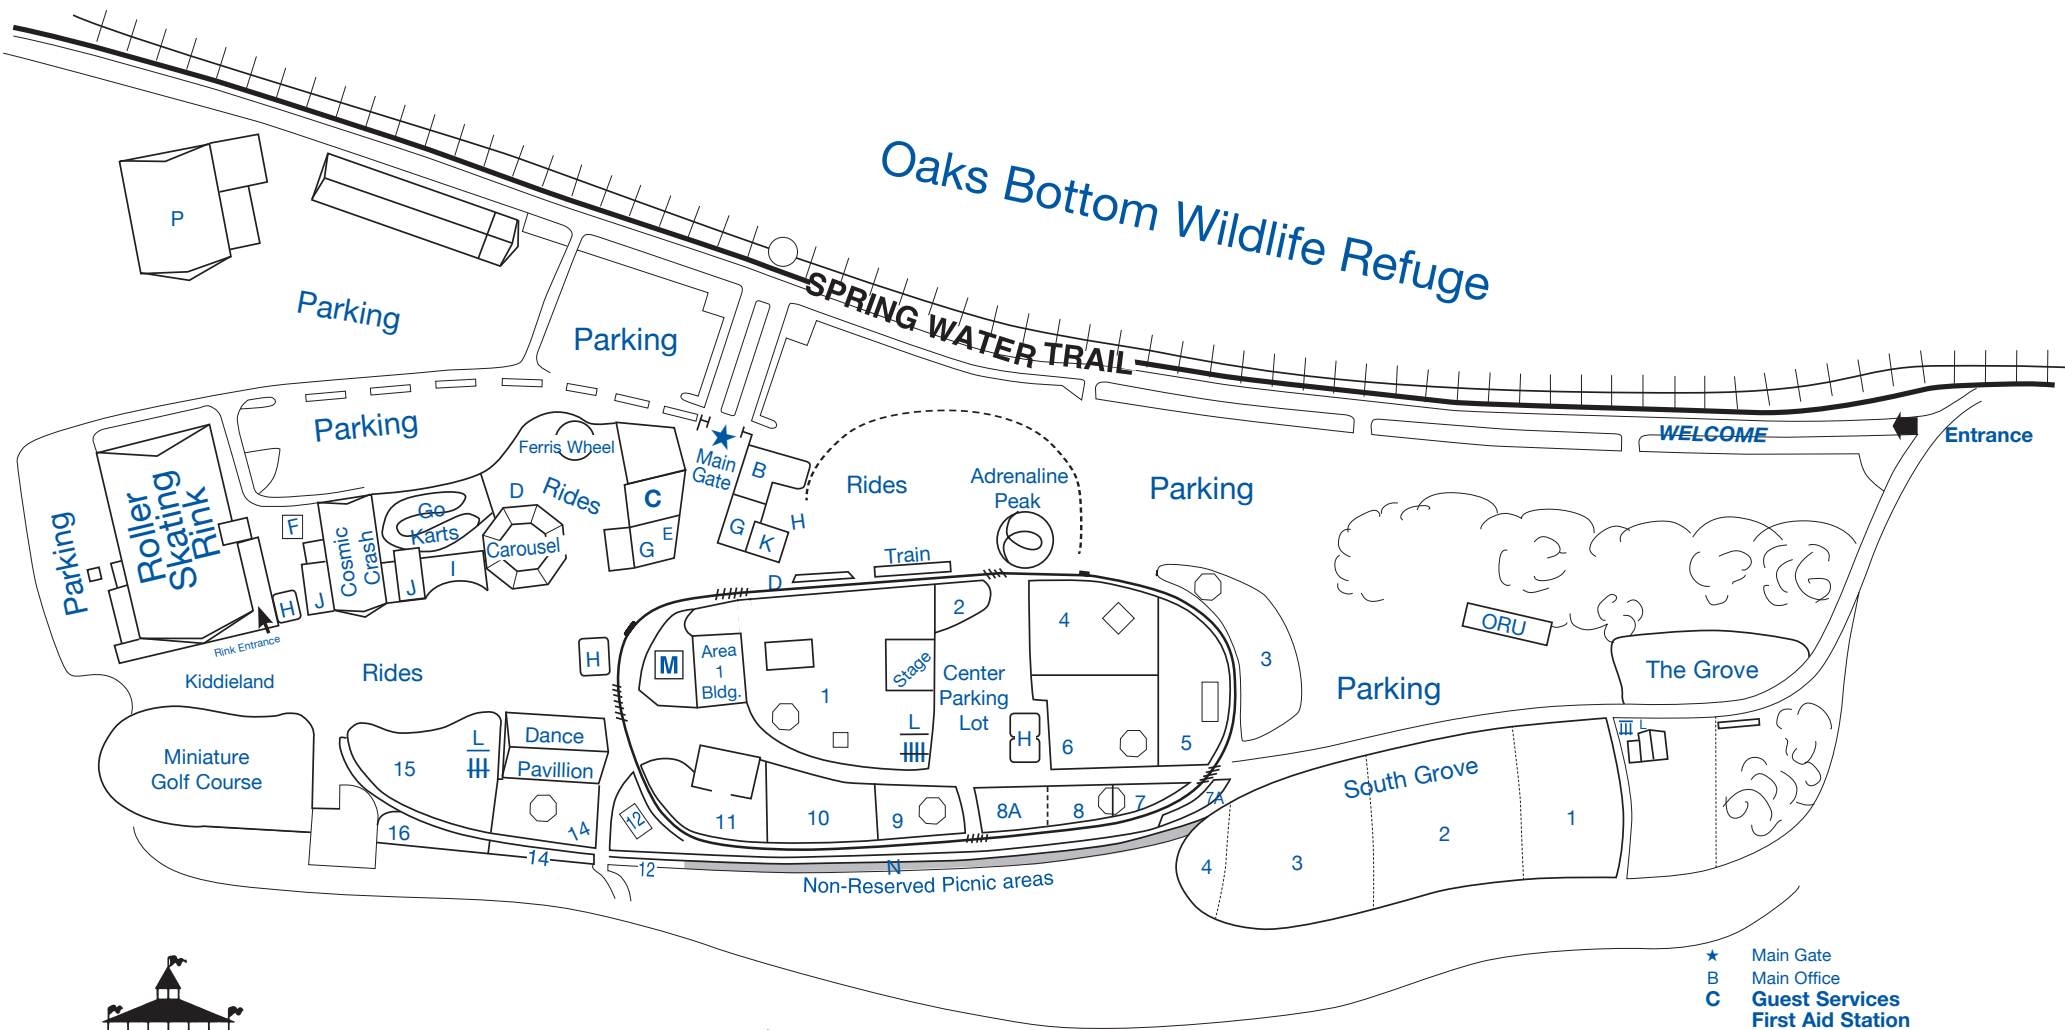 Oaks Bottom Wildlife Refuge
SPRING WATER TRAIL
P
Parking
Parking
Parking
WELCOME
Entrance
Ferris Wheel
Main
Gate
B
Rides
Adrenaline
Peak
Parking
D
Rides
C
Roller
Skating
Rink
Parking
F
Go
Karts
Cosmic
Crash
Carousel
G
E
G
K
H
Train
D
I
J
J
H
Rink Entrance
ORU
The Grove
Parking
Kiddieland
Rides
H
M
Area
1
Bldg.
1
2
Stage
Center
Parking
Lot
L
H
4
3
6
5
L
Miniature
Golf Course
15
L
Dance
Pavillion
16
14
14
12
12
11
10
9
8A
8
7
7A
South Grove
1
2
3
4
N
Non-Reserved Picnic areas
★ Main Gate
B Main Office
C Guest Services
First Aid Station